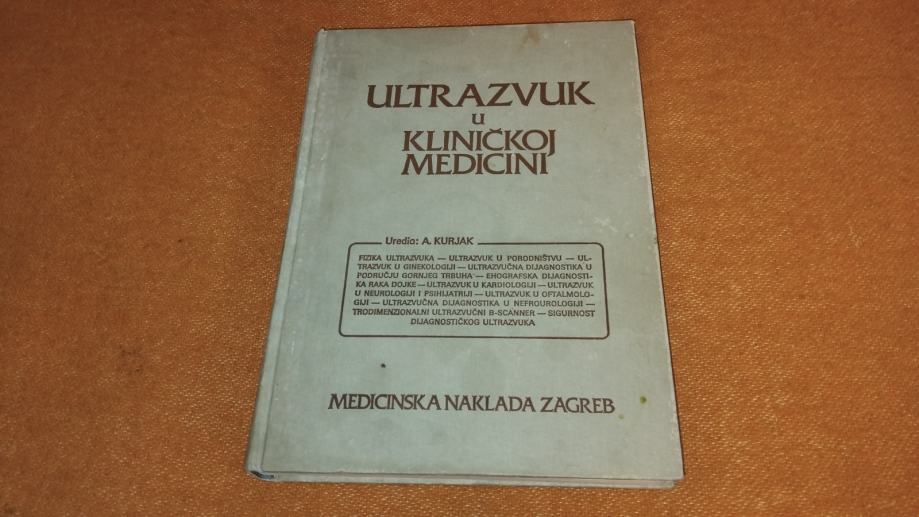 ULTRAZVUK
u
KLINIČKOJ
MEDICINI
Uredio: A. KURJAK
FIZIKA ULTRAZVUKA — ULTRAZVUK U PORODNIŠTVU — UL-
TRAZVUK U GINEKOLOGIJI — ULTRAZVUČNA DIJAGNOSTIKA U
PODRUČJU GORNJEG TRBUHA — EHOGRAFSKA DIJAGNOSTI-
KA RAKA DOJKE — ULTRAZVUK U KARDIOLOGIJI — ULTRAZVUK
U NEUROLOGIJI I PSIHIJATRIJI — ULTRAZVUK U OFTALMOLO-
GIJI — ULTRAZVUČNA DIJAGNOSTIKA U NEFROUROLOGIJI —
TRODIMENZIONALNI ULTRAZVUČNI B-SCANNER — SIGURNOST
DIJAGNOSTIČKOG ULTRAZVUKA
MEDICINSKA NAKLADA ZAGREB